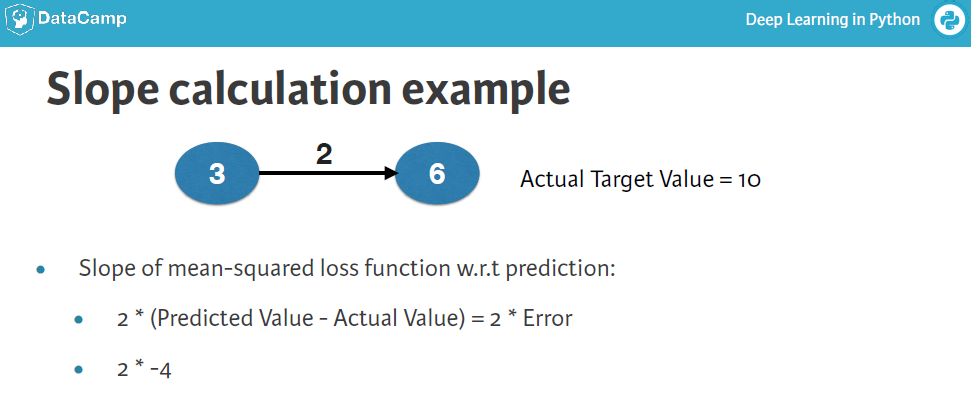 DataCamp
Deep Learning in Python
Slope calculation example
3
2
6
Actual Target Value = 10
• Slope of mean-squared loss function w.r.t prediction:
• 2 * (Predicted Value - Actual Value) = 2 * Error
• 2 * -4